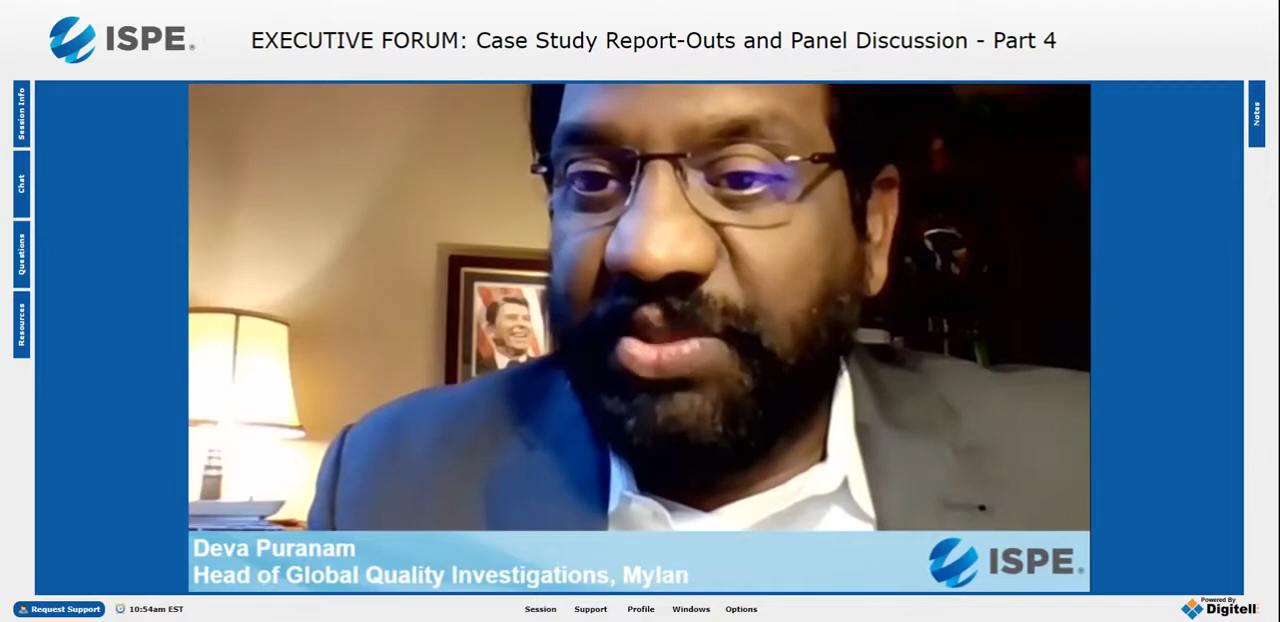 ISPE®
EXECUTIVE FORUM: Case Study Report-Outs and Panel Discussion - Part 4
Session Info
Chat
Questions
Resources
Notes
Deva Puranam
Head of Global Quality Investigations, Mylan
ISPE®
Request Support
10:54am EST
Session
Support
Profile
Windows
Options
Powered By
Digitell